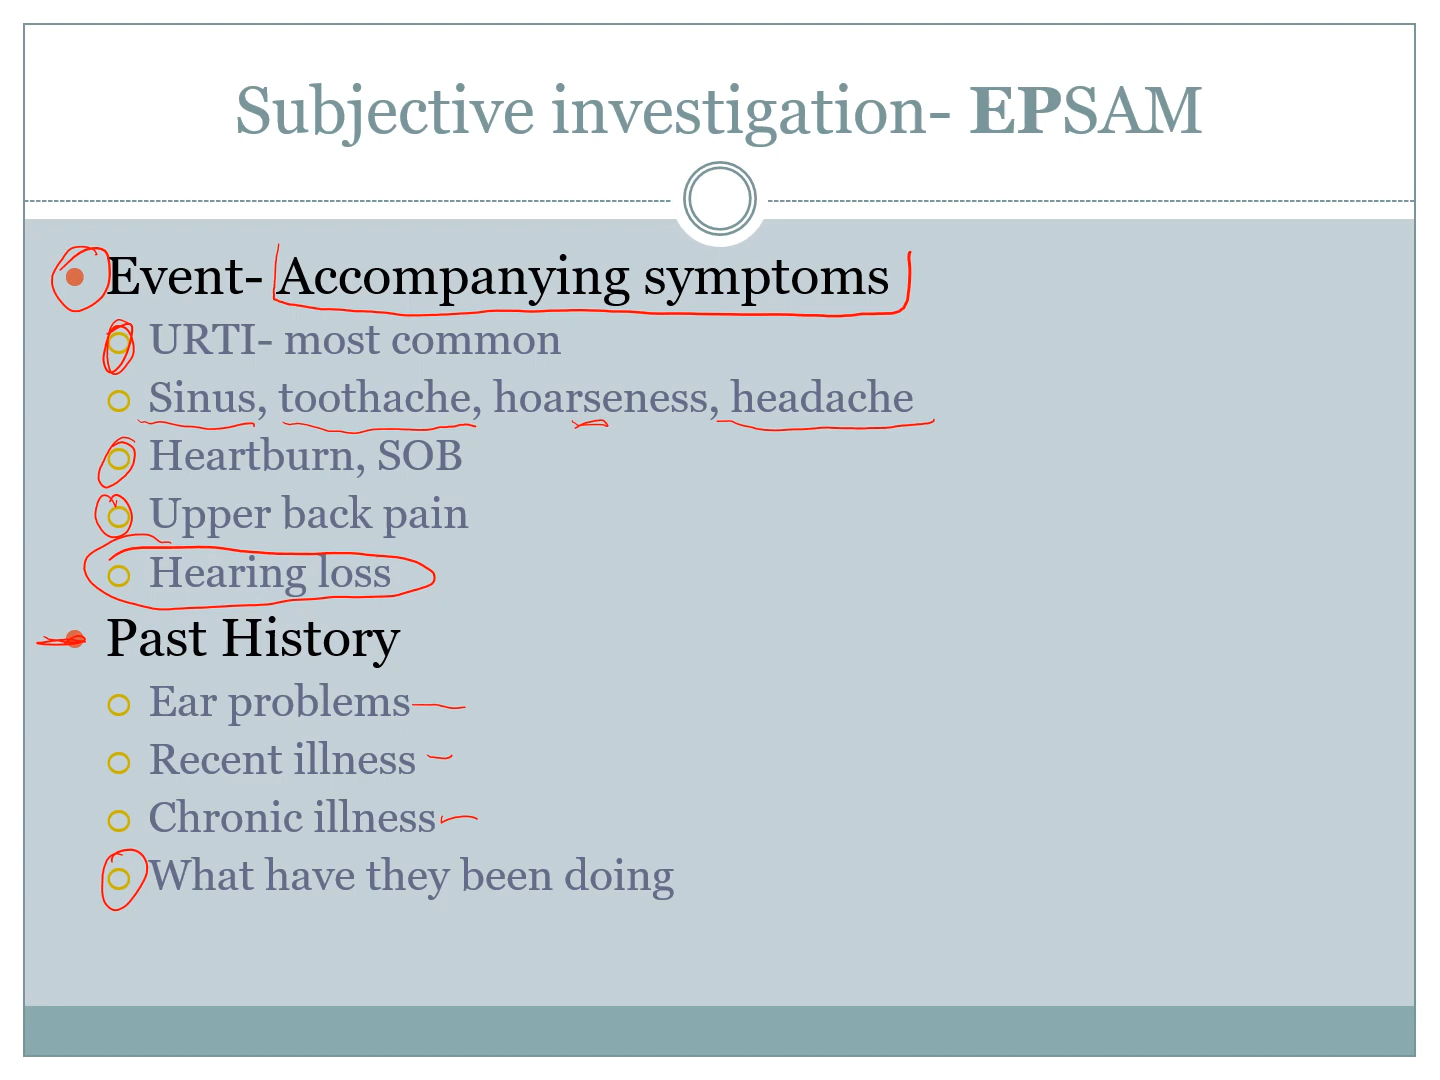 Subjective investigation- EPSAM
Event- Accompanying symptoms
URTI- most common
Sinus, toothache, hoarseness, headache
Heartburn, SOB
Upper back pain
Hearing loss
Past History
Ear problems
Recent illness
Chronic illness
What have they been doing